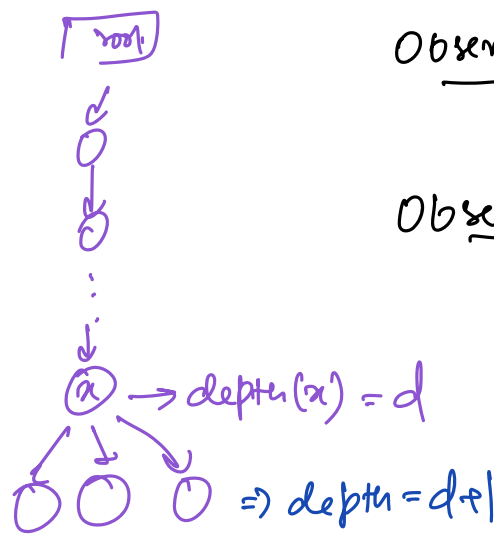 root
Obser
Obse
x → depth(x) = d
⇒ depth = d+1